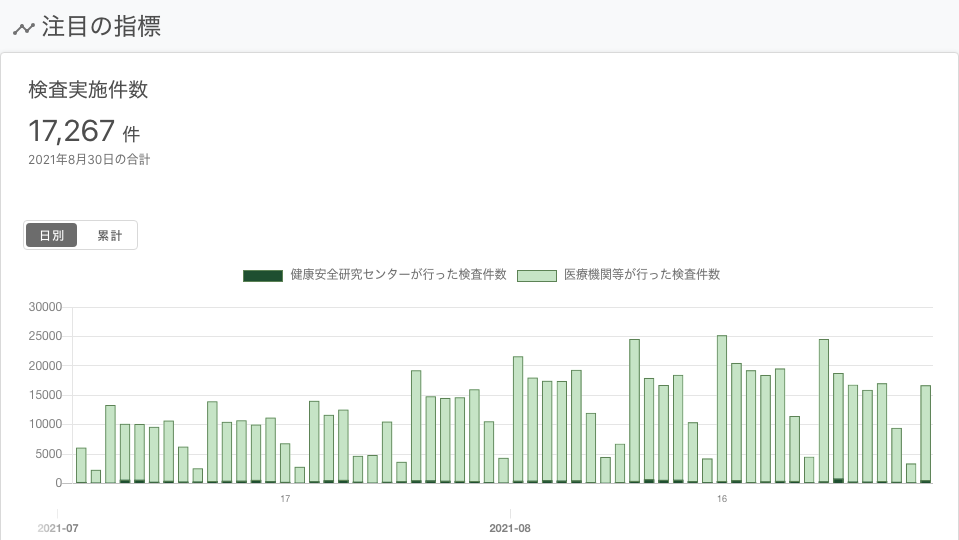 注目の指標
検査実施件数
17,267 件
2021年8月30日の合計
日別 累計
健康安全研究センターが行った検査件数 医療機関等が行った検査件数
30000
25000
20000
15000
10000
5000
0
17 16
2021-07 2021-08